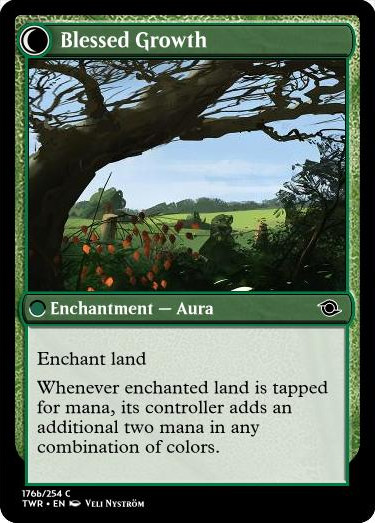 Blessed Growth
Enchantment — Aura
Enchant land
Whenever enchanted land is tapped
for mana, its controller adds an
additional two mana in any
combination of colors.
176b/254 C
TWR • EN Veli Nyström